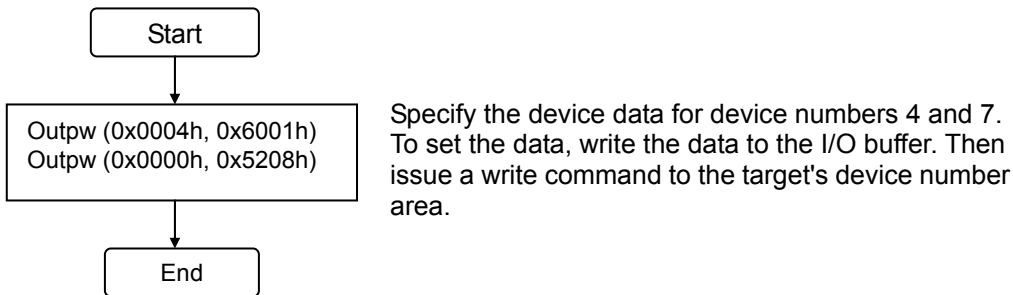 Start
Outpw (0x0004h, 0x6001h)
Outpw (0x0000h, 0x5208h)
Specify the device data for device numbers 4 and 7.
To set the data, write the data to the I/O buffer. Then
issue a write command to the target's device number
area.
End